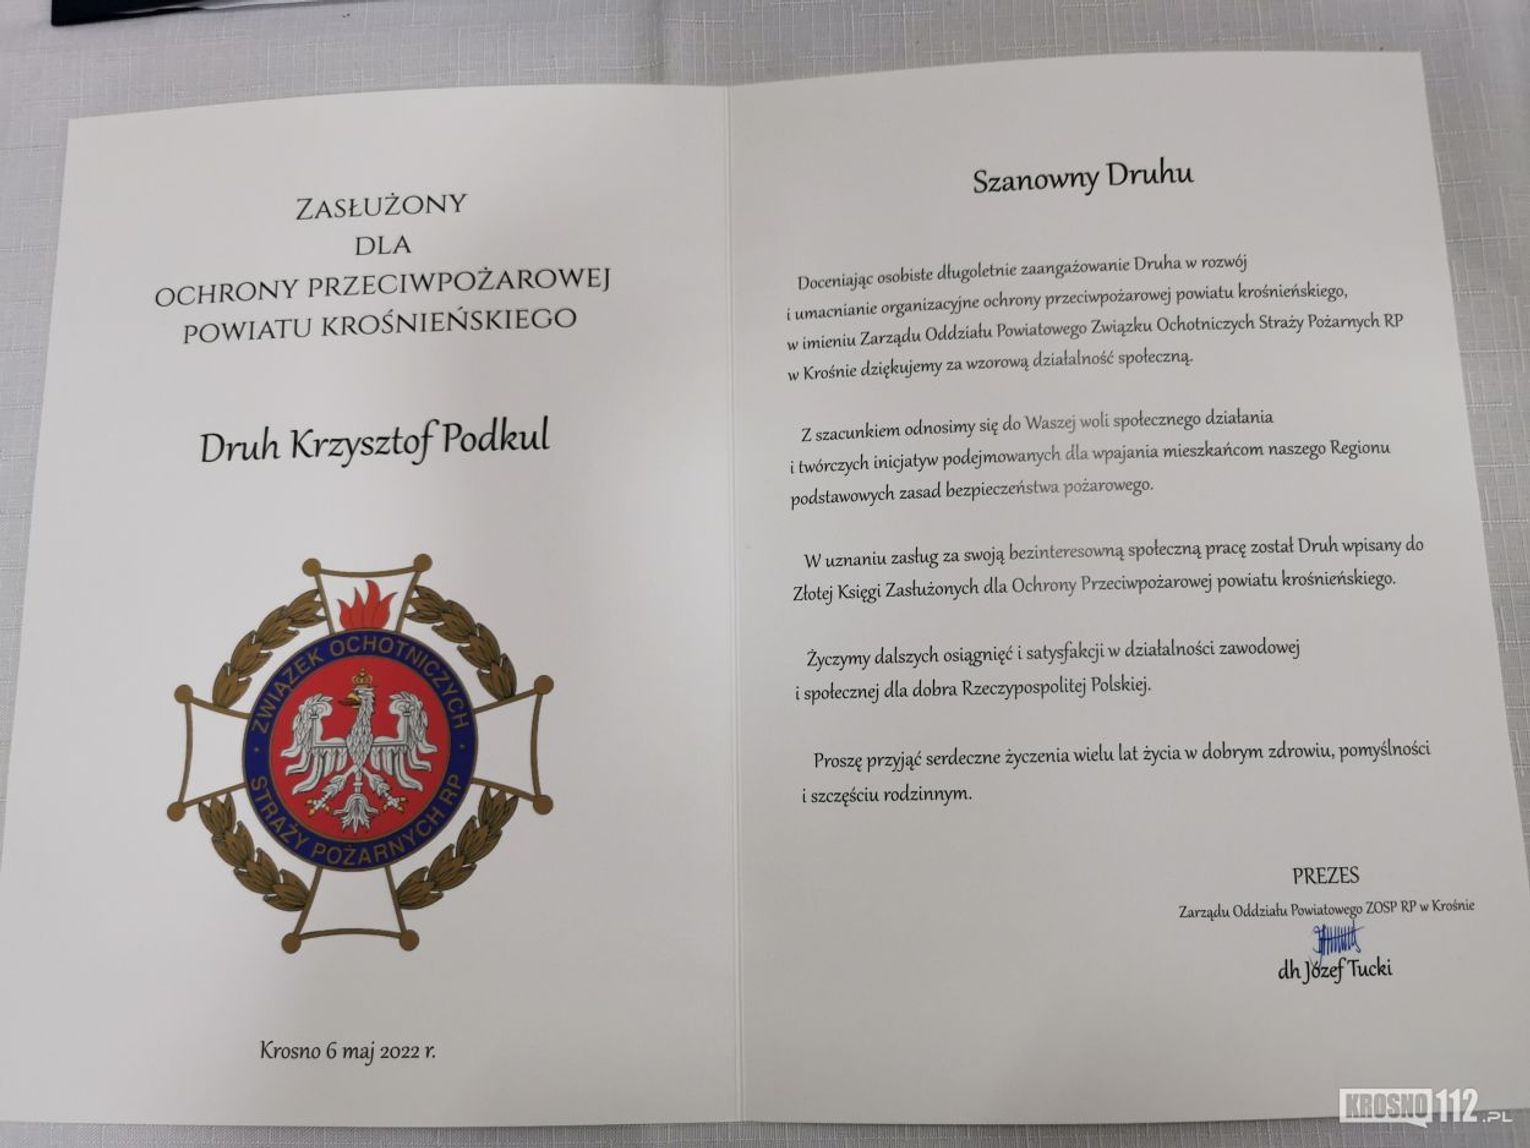 ZASŁUŻONY
DLA
OCHRONY PRZECIWPOŻAROWEJ
POWIATU KROŚNIEŃSKIEGO
Druh Krzysztof Podkul
ZWIĄZEK OCHOTNICZYCH
STRAŻY POŻARNYCH RP
Krosno 6 maj 2022 r.
Szanowny Druhu
Doceniając osobiste długoletnie zaangażowanie Druha w rozwój
i umacnianie organizacyjne ochrony przeciwpożarowej powiatu krośnieńskiego,
w imieniu Zarządu Oddziału Powiatowego Związku Ochotniczych Straży Pożarnych RP
w Krośnie dziękujemy za wzorową działalność społeczną.
Z szacunkiem odnosimy się do Waszej woli społecznego działania
i twórczych inicjatyw podejmowanych dla wpajania mieszkańcom naszego Regionu
podstawowych zasad bezpieczeństwa pożarowego.
W uznaniu zasług za swoją bezinteresowną społeczną pracę został Druh wpisany do
Złotej Księgi Zasłużonych dla Ochrony Przeciwpożarowej powiatu krośnieńskiego.
Życzymy dalszych osiągnięć i satysfakcji w działalności zawodowej
i społecznej dla dobra Rzeczypospolitej Polskiej.
Proszę przyjąć serdeczne życzenia wielu lat życia w dobrym zdrowiu, pomyślności
i szczęściu rodzinnym.
PREZES
Zarządu Oddziału Powiatowego ZOSP RP w Krośnie
dh Józef Tucki
KROSNO112.PL